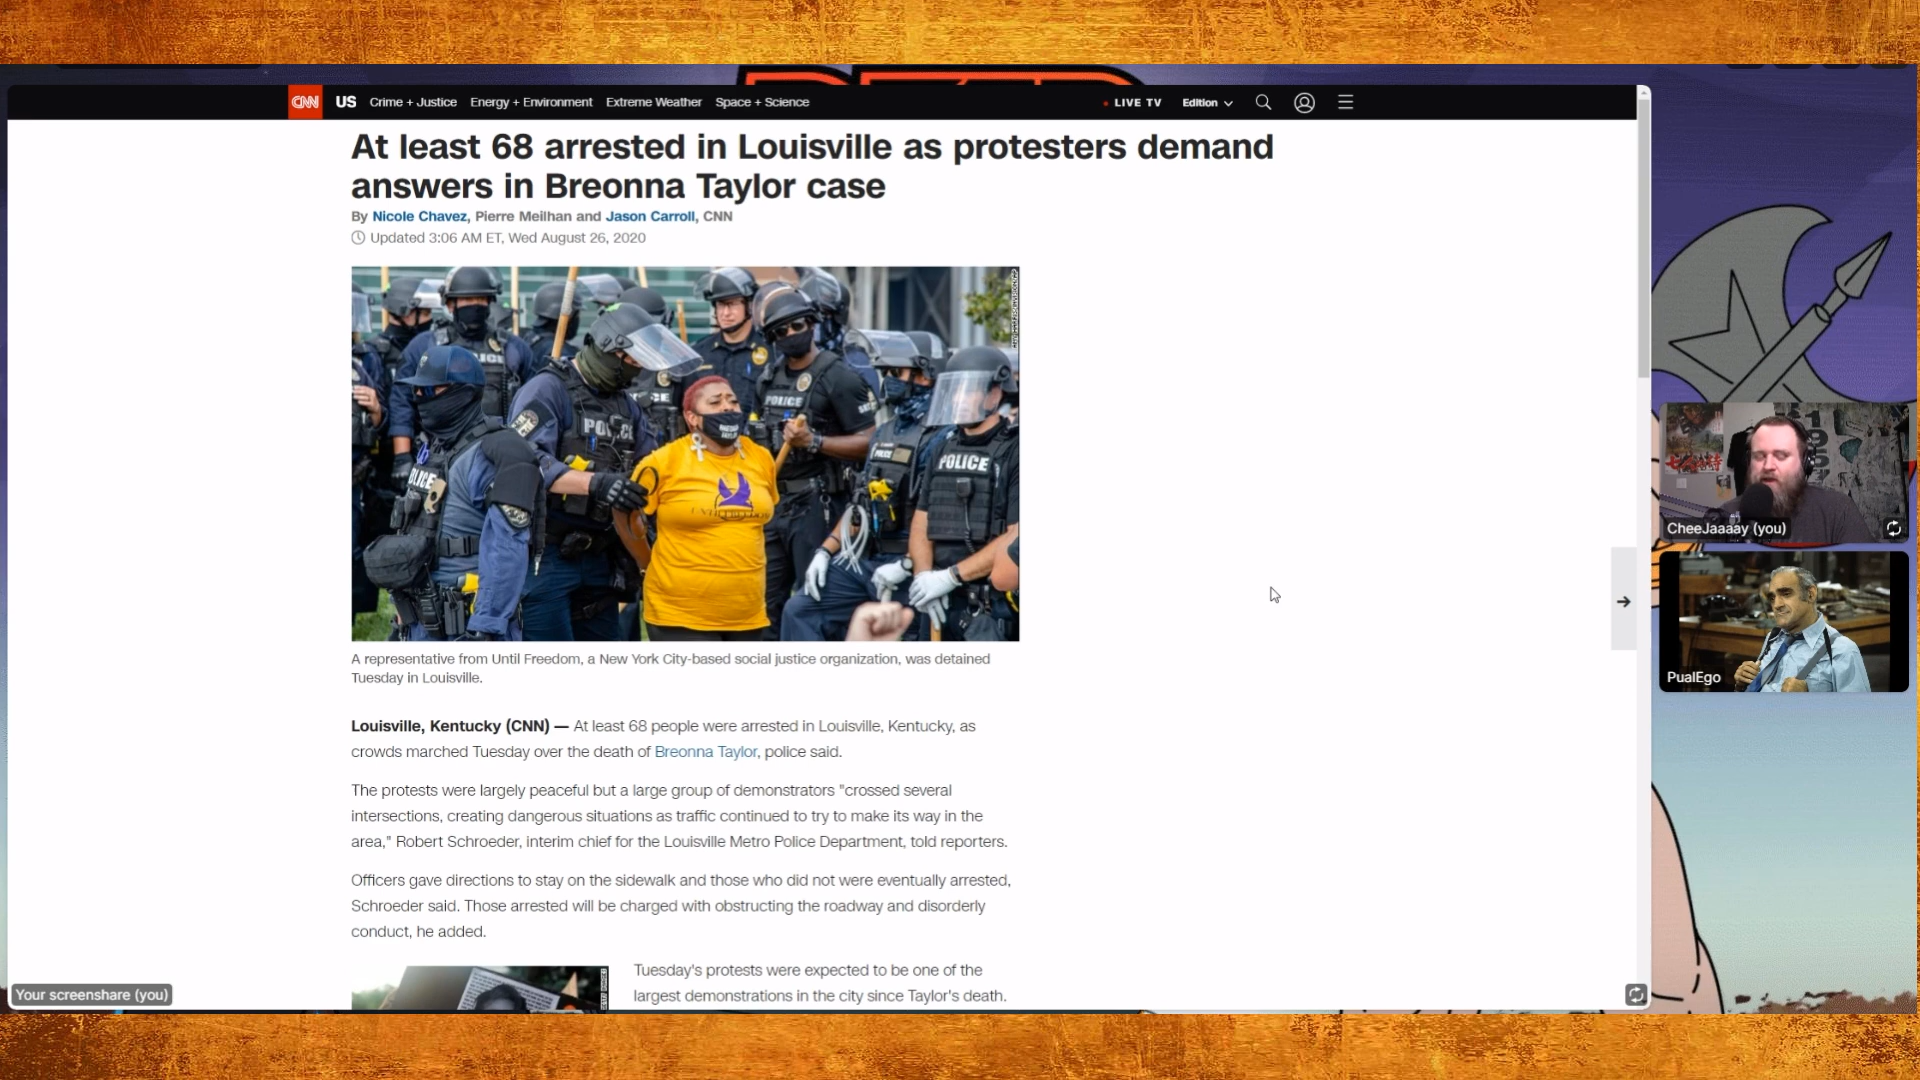 CNN US Crime + Justice Energy + Environment Extreme Weather Space + Science LIVE TV Edition
At least 68 arrested in Louisville as protesters demand
answers in Breonna Taylor case
By Nicole Chavez, Pierre Meilhan and Jason Carroll, CNN
Updated 3:06 AM ET, Wed August 26, 2020
POLICE
POLICE
POLICE
POLICE
POLICE
A representative from Until Freedom, a New York City-based social justice organization, was detained
Tuesday in Louisville.
Louisville, Kentucky (CNN) — At least 68 people were arrested in Louisville, Kentucky, as
crowds marched Tuesday over the death of Breonna Taylor, police said.
The protests were largely peaceful but a large group of demonstrators "crossed several
intersections, creating dangerous situations as traffic continued to try to make its way in the
area," Robert Schroeder, interim chief for the Louisville Metro Police Department, told reporters.
Officers gave directions to stay on the sidewalk and those who did not were eventually arrested,
Schroeder said. Those arrested will be charged with obstructing the roadway and disorderly
conduct, he added.
Tuesday's protests were expected to be one of the
largest demonstrations in the city since Taylor's death.
Your screenshare (you)
CheeJaaaay (you)
PualEgo